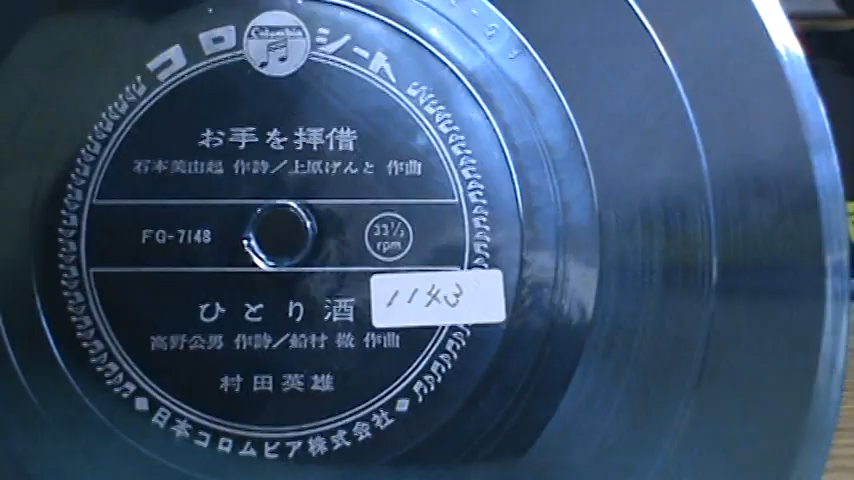 コロシート
Columbia
お手を拝借
石本美由起 作詩/上原げんと 作曲
FG-7148
33⅓
rpm
ひとり酒
1143
高野公男 作詩/船村 徹 作曲
村田英雄
日本コロムビア株式会社